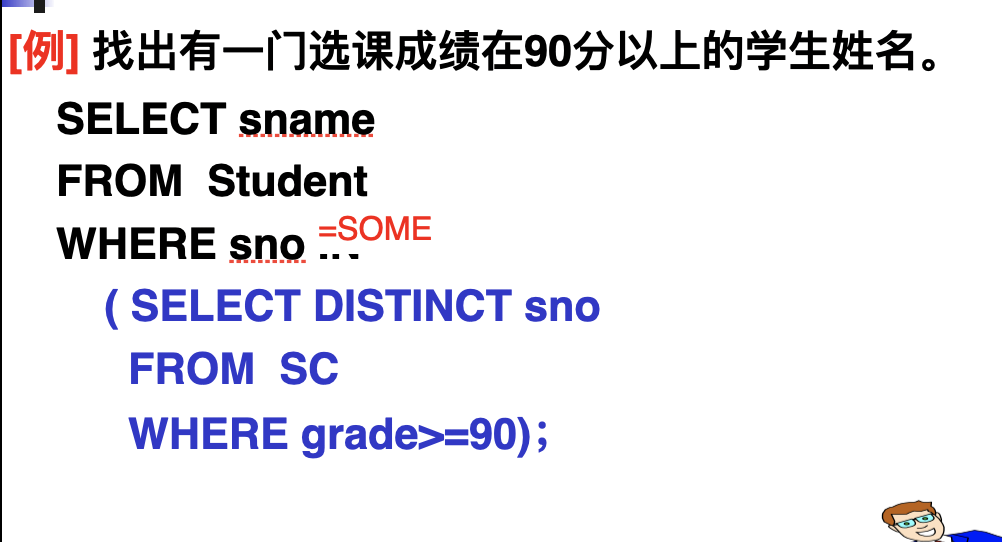 [例] 找出有一门选课成绩在90分以上的学生姓名。
SELECT sname
FROM Student
WHERE sno =SOME
( SELECT DISTINCT sno
FROM SC
WHERE grade>=90);